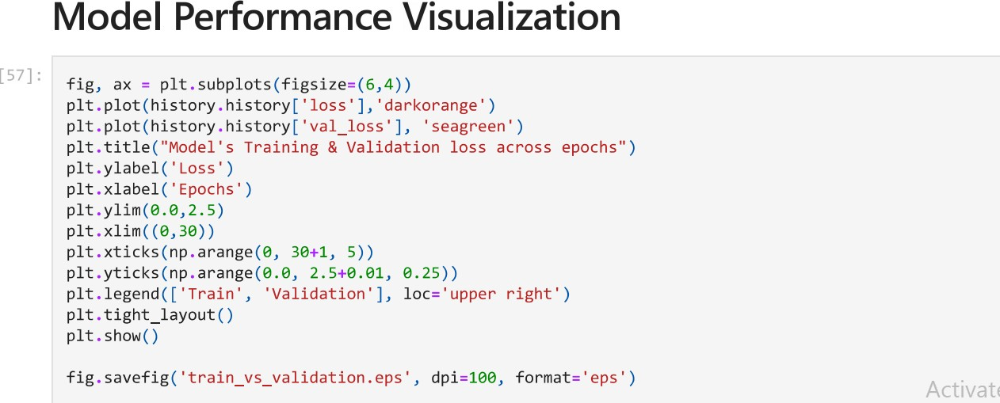 Model Performance Visualization
[57]:
fig, ax = plt.subplots(figsize=(6,4))
plt.plot(history.history['loss'],'darkorange')
plt.plot(history.history['val_loss'], 'seagreen')
plt.title("Model's Training & Validation loss across epochs")
plt.ylabel('Loss')
plt.xlabel('Epochs')
plt.ylim(0.0,2.5)
plt.xlim((0,30))
plt.xticks(np.arange(0, 30+1, 5))
plt.yticks(np.arange(0.0, 2.5+0.01, 0.25))
plt.legend(['Train', 'Validation'], loc='upper right')
plt.tight_layout()
plt.show()
fig.savefig('train_vs_validation.eps', dpi=100, format='eps')
Activate